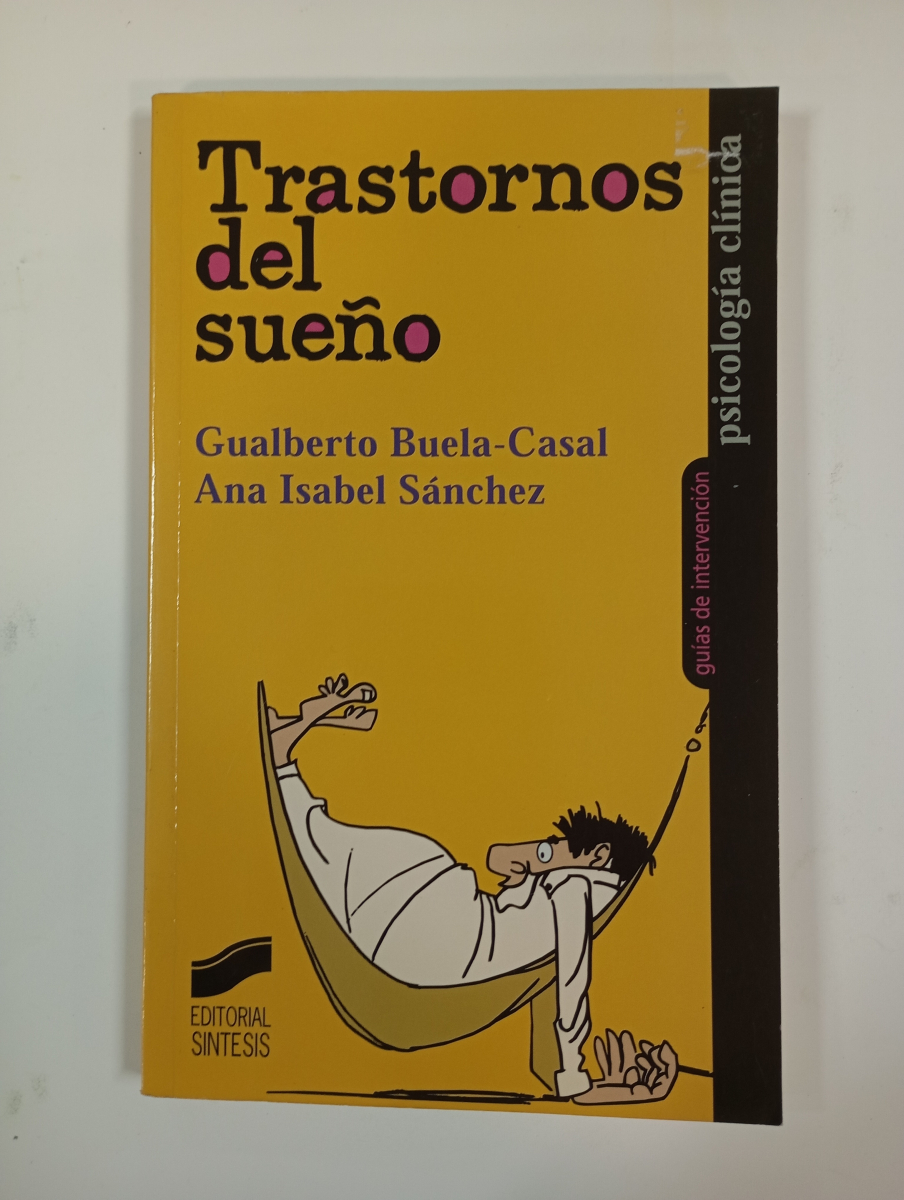 Trastornos
del
sueño
Gualberto Buela-Casal
Ana Isabel Sánchez
psicología clínica
guías de intervención
EDITORIAL
SINTESIS